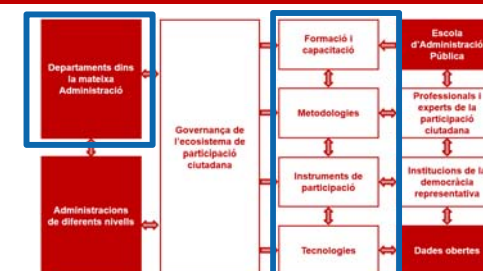 Departaments dins
la mateixa
Administració
Administracions
de diferents nivells
Governança de
l'ecosistema de
participació
ciutadana
Formació i
capacitació
Metodologies
Instruments de
participació
Tecnologies
Escola
d'Administració
Pública
Professionals i
experts de la
participació
ciutadana
Institucions de la
democràcia
representativa
Dades obertes